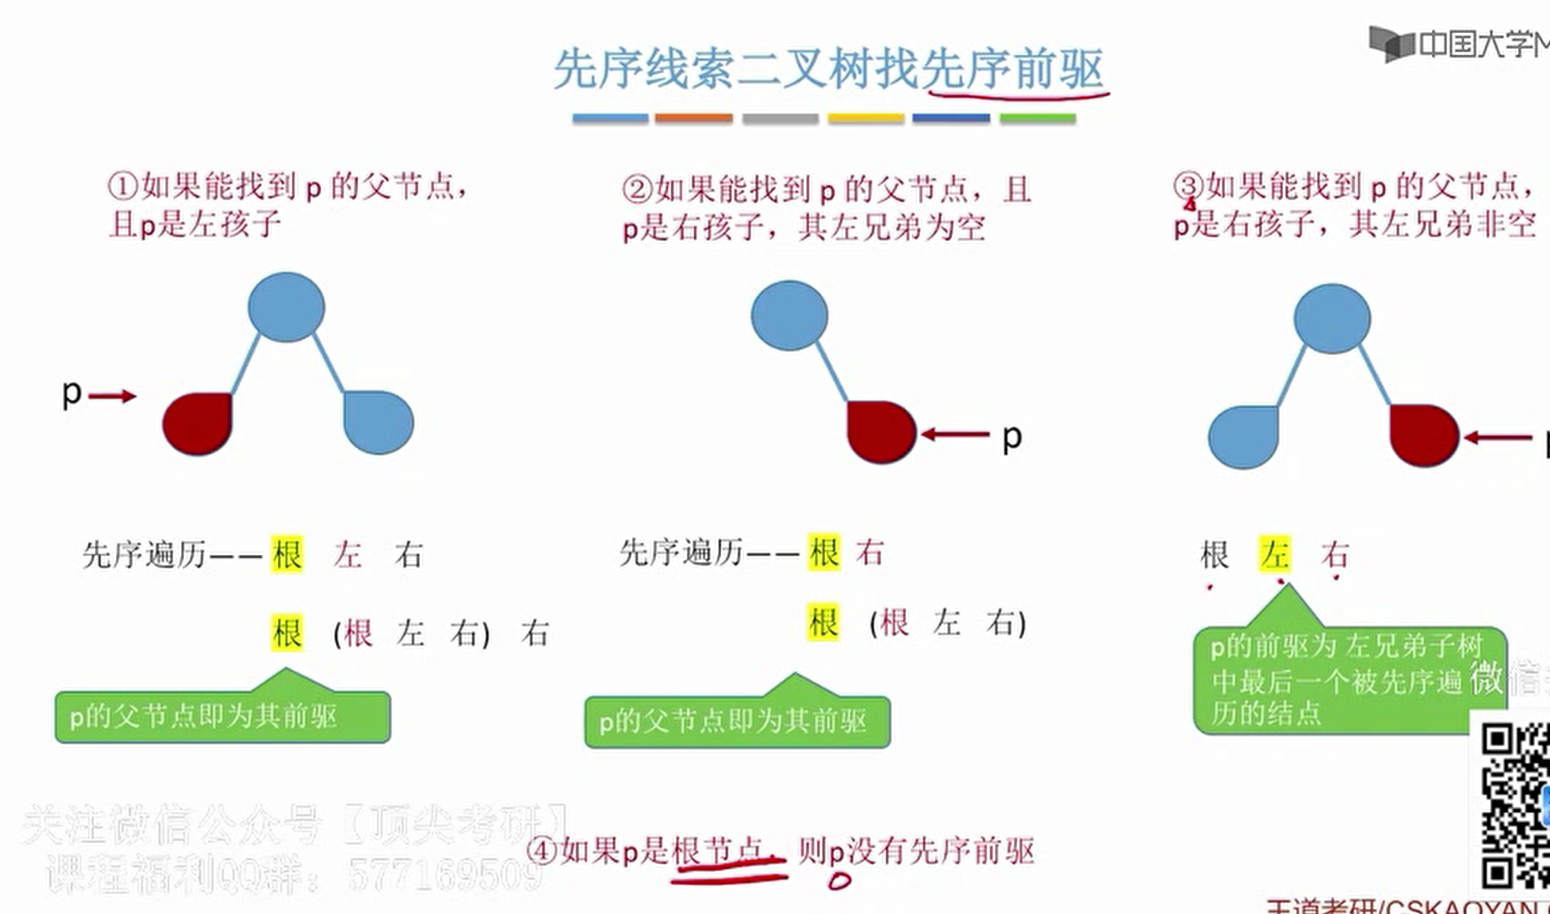 中国大学M
先序线索二叉树找先序前驱
①如果能找到 p 的父节点，
且p是左孩子
②如果能找到 p 的父节点，且
p是右孩子，其左兄弟为空
③如果能找到 p 的父节点，
p是右孩子，其左兄弟非空
p
p
先序遍历—— 根 左 右
根 (根 左 右) 右
p的父节点即为其前驱
先序遍历—— 根 右
根 (根 左 右)
p的父节点即为其前驱
根 左 右
p的前驱为 左兄弟子树
中最后一个被先序遍
历的结点
微信
关注微信公众号【顶尖考研】
课程福利QQ群：577169509
④如果p是根节点，则p没有先序前驱
王道考研/CSKAOYAN